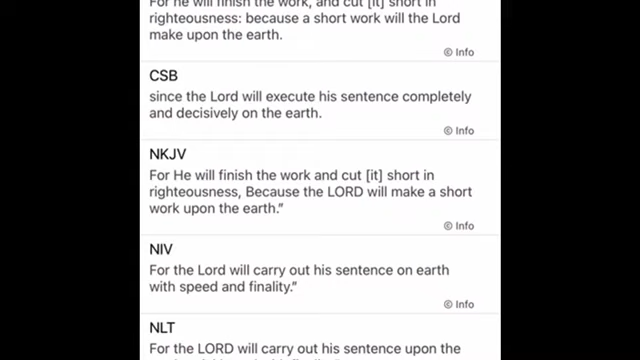 For he will finish the work, and cut [it] short in
righteousness: because a short work will the Lord
make upon the earth.
© Info
CSB
since the Lord will execute his sentence completely
and decisively on the earth.
© Info
NKJV
For He will finish the work and cut [it] short in
righteousness, Because the LORD will make a short
work upon the earth.”
© Info
NIV
For the Lord will carry out his sentence on earth
with speed and finality.”
© Info
NLT
For the LORD will carry out his sentence upon the